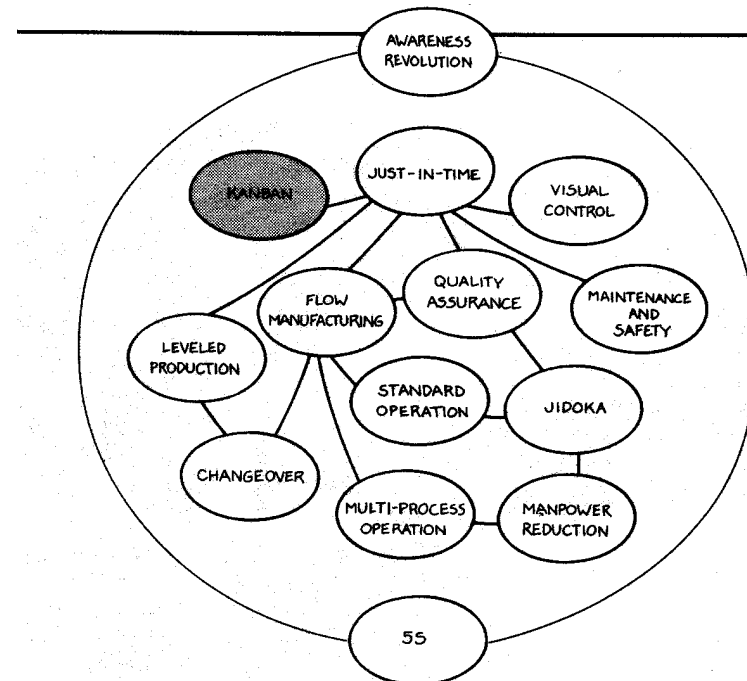 AWARENESS
REVOLUTION
KANBAN
JUST-IN-TIME
VISUAL
CONTROL
FLOW
MANUFACTURING
QUALITY
ASSURANCE
MAINTENANCE
AND
SAFETY
LEVELED
PRODUCTION
STANDARD
OPERATION
JIDOKA
CHANGEOVER
MULTI-PROCESS
OPERATION
MANPOWER
REDUCTION
5S